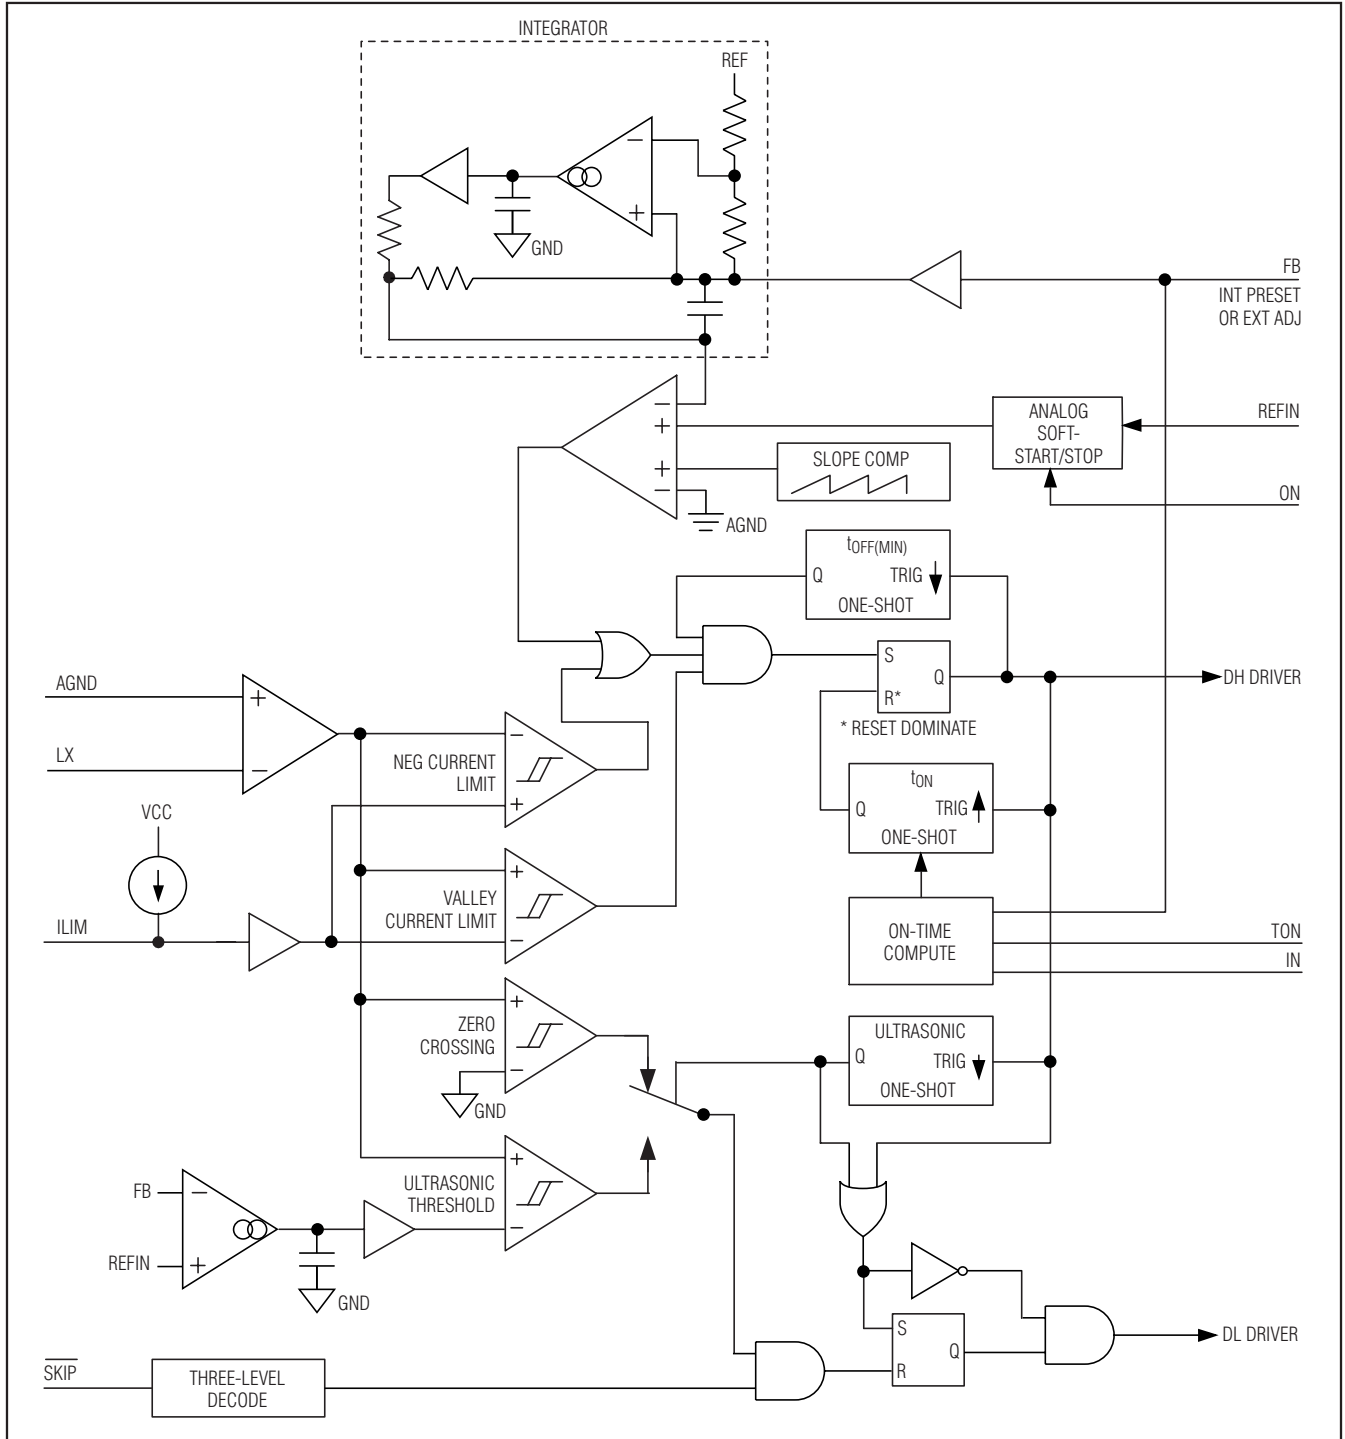 INTEGRATOR
REF
−
+
GND
FB
INT PRESET
OR EXT ADJ
−
+
+
−
ANALOG
SOFT-
START/STOP
REFIN
SLOPE COMP
ON
AGND
tOFF(MIN)
Q TRIG
ONE-SHOT
S
Q
R*
* RESET DOMINATE
DH DRIVER
AGND
+
LX
−
NEG CURRENT
LIMIT
−
+
tON
Q TRIG
ONE-SHOT
VCC
ILIM
VALLEY
CURRENT LIMIT
+
−
ON-TIME
COMPUTE
TON
IN
ZERO
CROSSING
+
−
GND
ULTRASONIC
Q TRIG
ONE-SHOT
ULTRASONIC
THRESHOLD
+
−
FB
−
REFIN
+
GND
S
Q
R
DL DRIVER
SKIP
THREE-LEVEL
DECODE